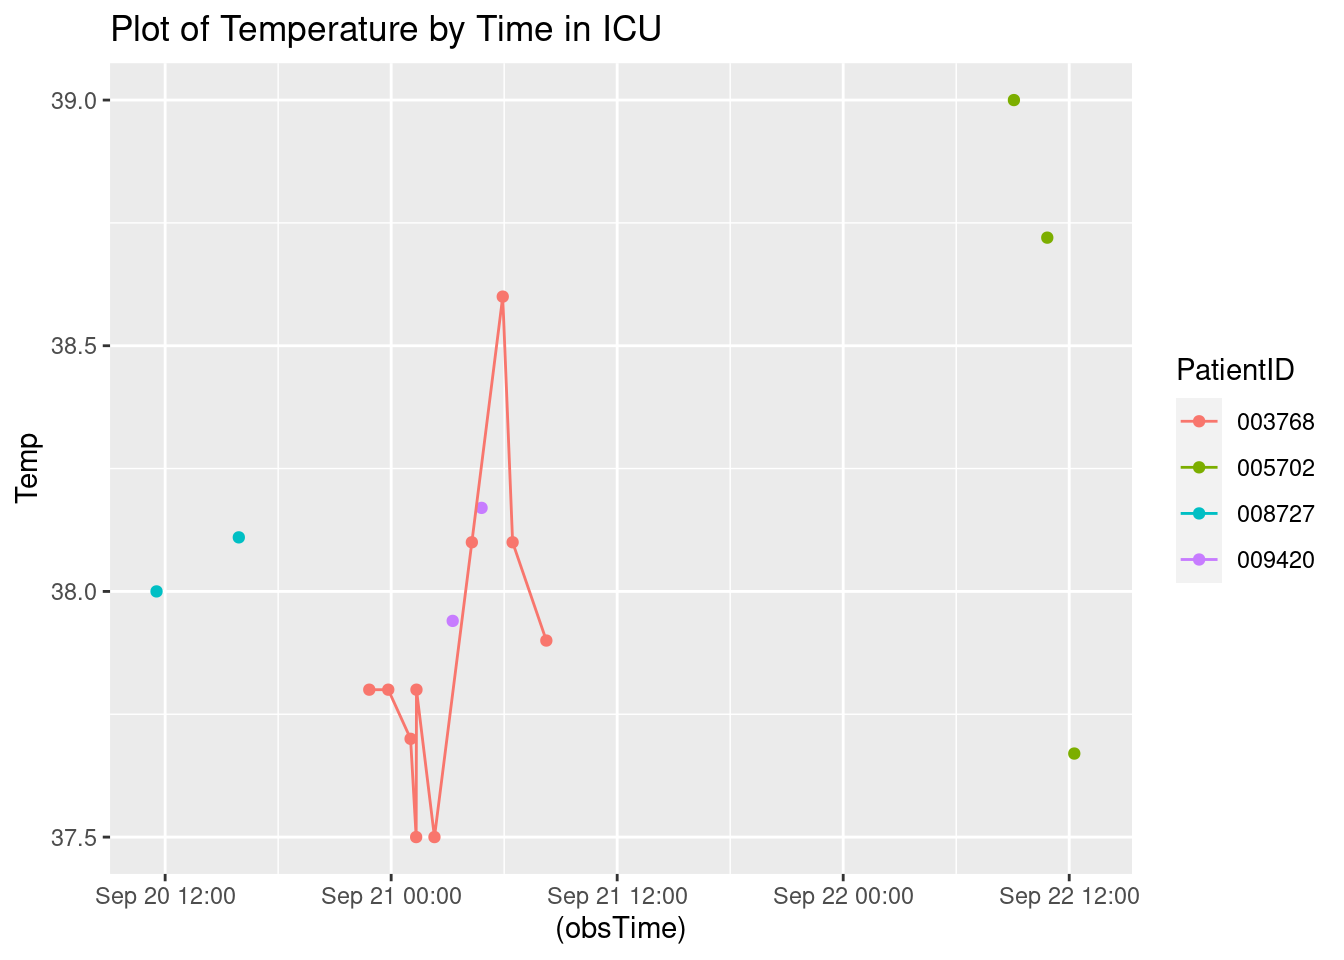 Plot of Temperature by Time in ICU
39.0
38.5
38.0
37.5
Temp
Sep 20 12:00 Sep 21 00:00 Sep 21 12:00 Sep 22 00:00 Sep 22 12:00
(obsTime)
PatientID
003768
005702
008727
009420